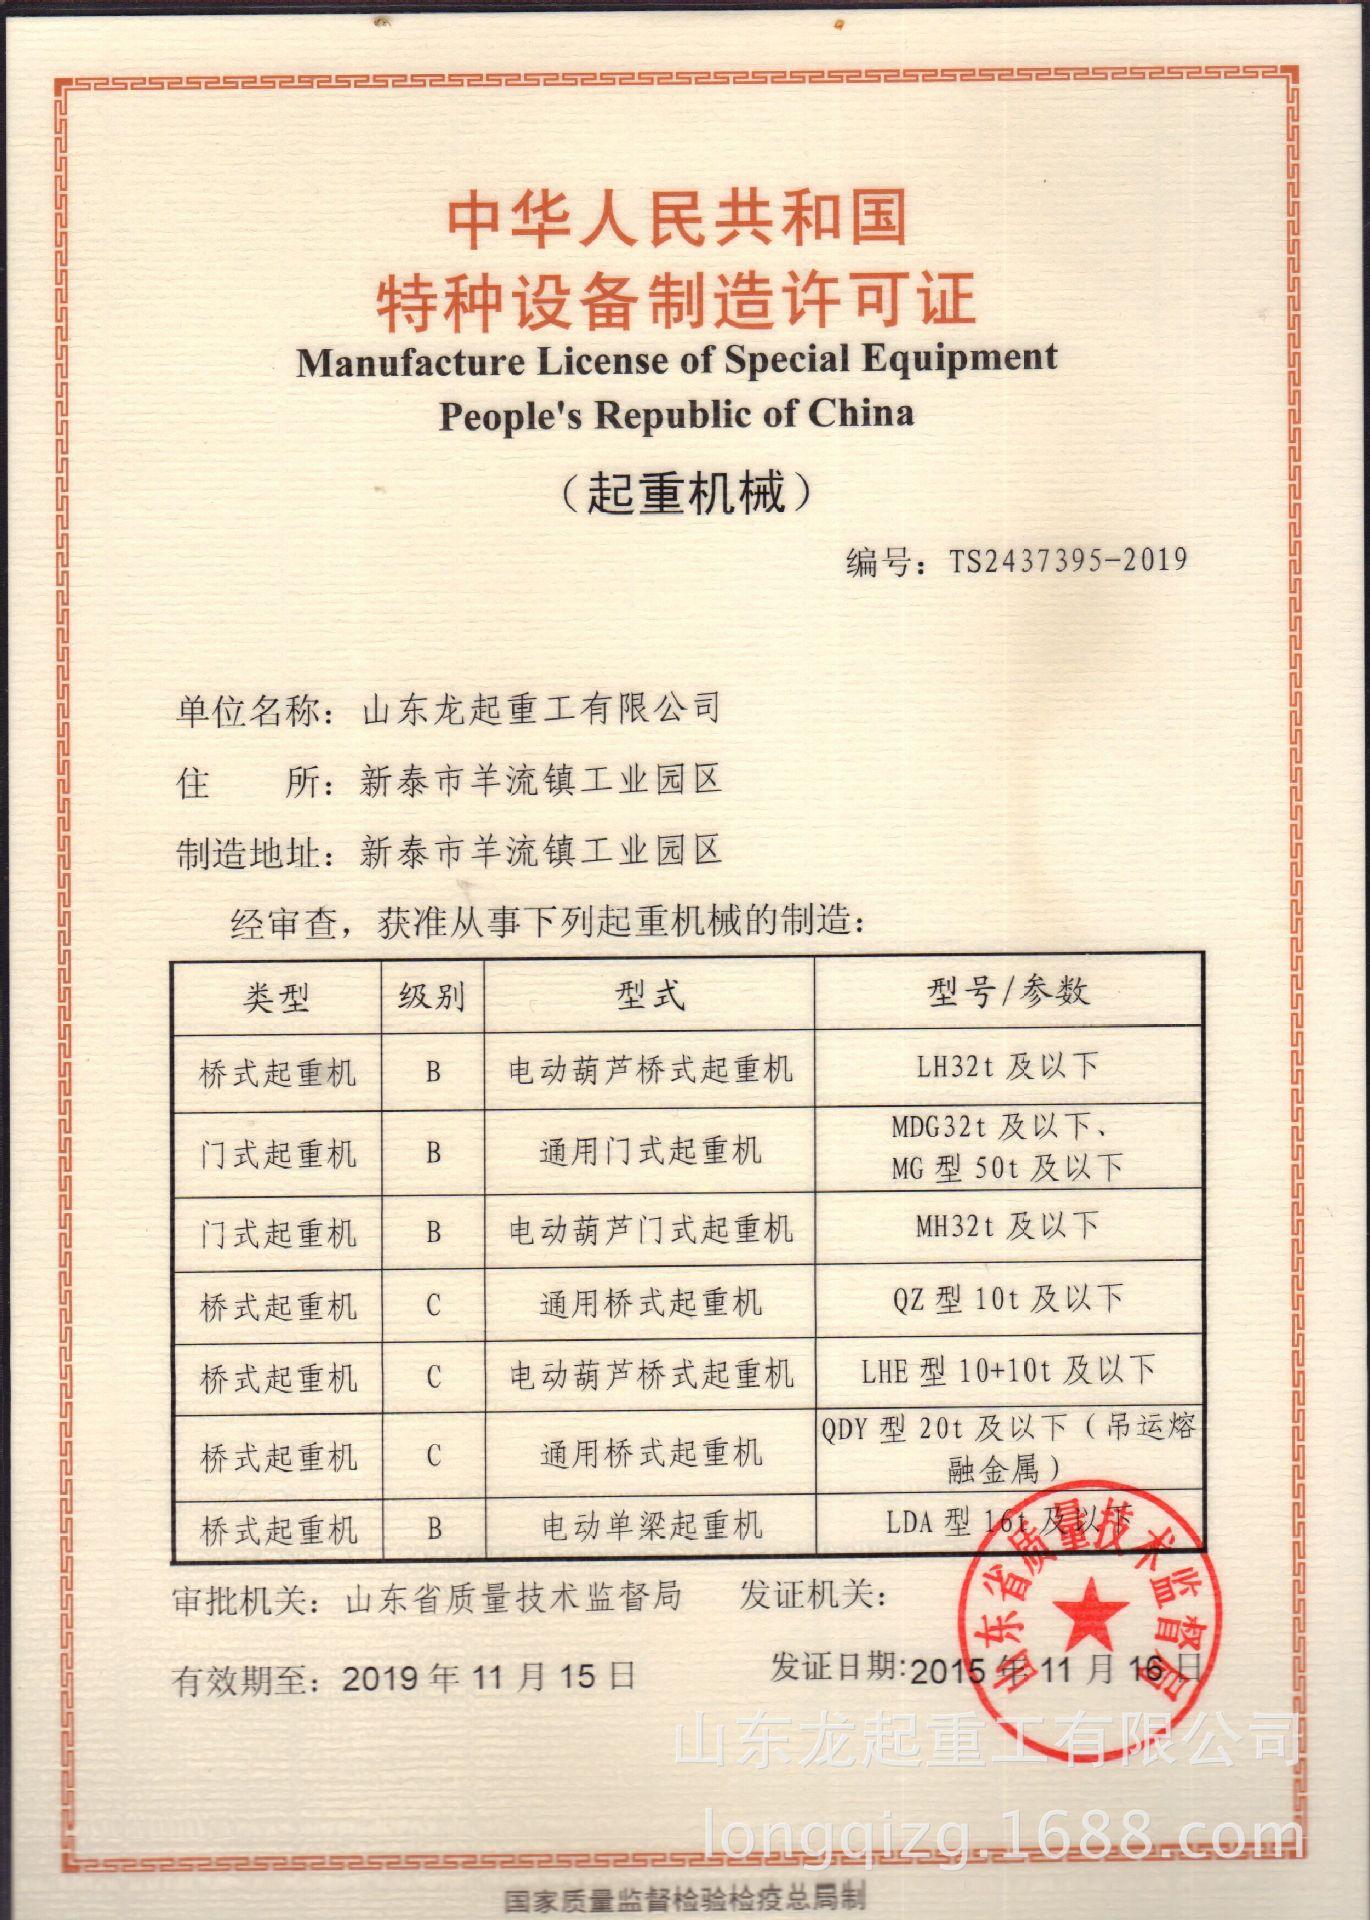 中华人民共和国
特种设备制造许可证
Manufacture License of Special Equipment
People's Republic of China
（起重机械）
编号：TS2437395-2019
单位名称：山东龙起重工有限公司
住　　所：新泰市羊流镇工业园区
制造地址：新泰市羊流镇工业园区
经审查，获准从事下列起重机械的制造：
类型 级别 型式 型号/参数
桥式起重机 B 电动葫芦桥式起重机 LH32t 及以下
门式起重机 B 通用门式起重机 MDG32t 及以下、
MG 型 50t 及以下
门式起重机 B 电动葫芦门式起重机 MH32t 及以下
桥式起重机 C 通用桥式起重机 QZ 型 10t 及以下
桥式起重机 C 电动葫芦桥式起重机 LHE 型 10+10t 及以下
桥式起重机 C 通用桥式起重机 QDY 型 20t 及以下（吊运熔
融金属）
桥式起重机 B 电动单梁起重机 LDA 型 16t 及以下
审批机关：山东省质量技术监督局 发证机关：
山东省质量技术监督局
有效期至：2019 年 11 月 15 日 发证日期:2015 年 11 月 16 日
山东龙起重工有限公司
longqizg.1688.com
国家质量监督检验检疫总局制